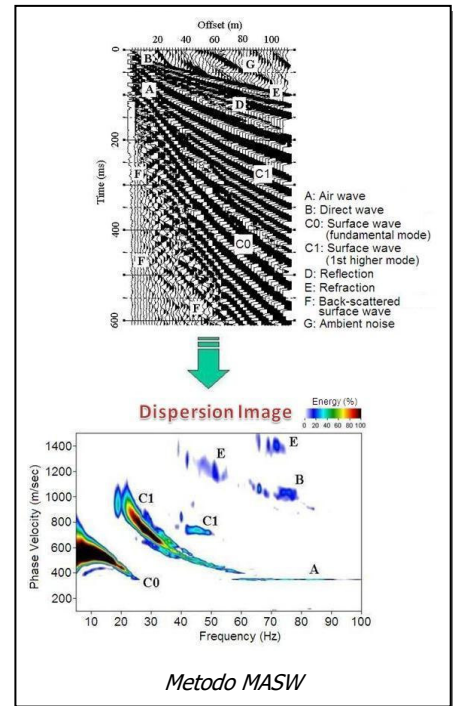 Offset (m)
0 20 40 60 80 100
Time (ms)
0
200
400
600
B
G
A
E
D
F
C1
C0
F
F
A: Air wave
B: Direct wave
C0: Surface wave
(fundamental mode)
C1: Surface wave
(1st higher mode)
D: Reflection
E: Refraction
F: Back-scattered
surface wave
G: Ambient noise
Dispersion Image
Energy (%)
0 20 40 60 80 100
Phase Velocity (m/sec)
1400
1200
1000
800
600
400
200
E
E
B
C1
C1
A
C0
10 20 30 40 50 60 70 80 90 100
Frequency (Hz)
Metodo MASW